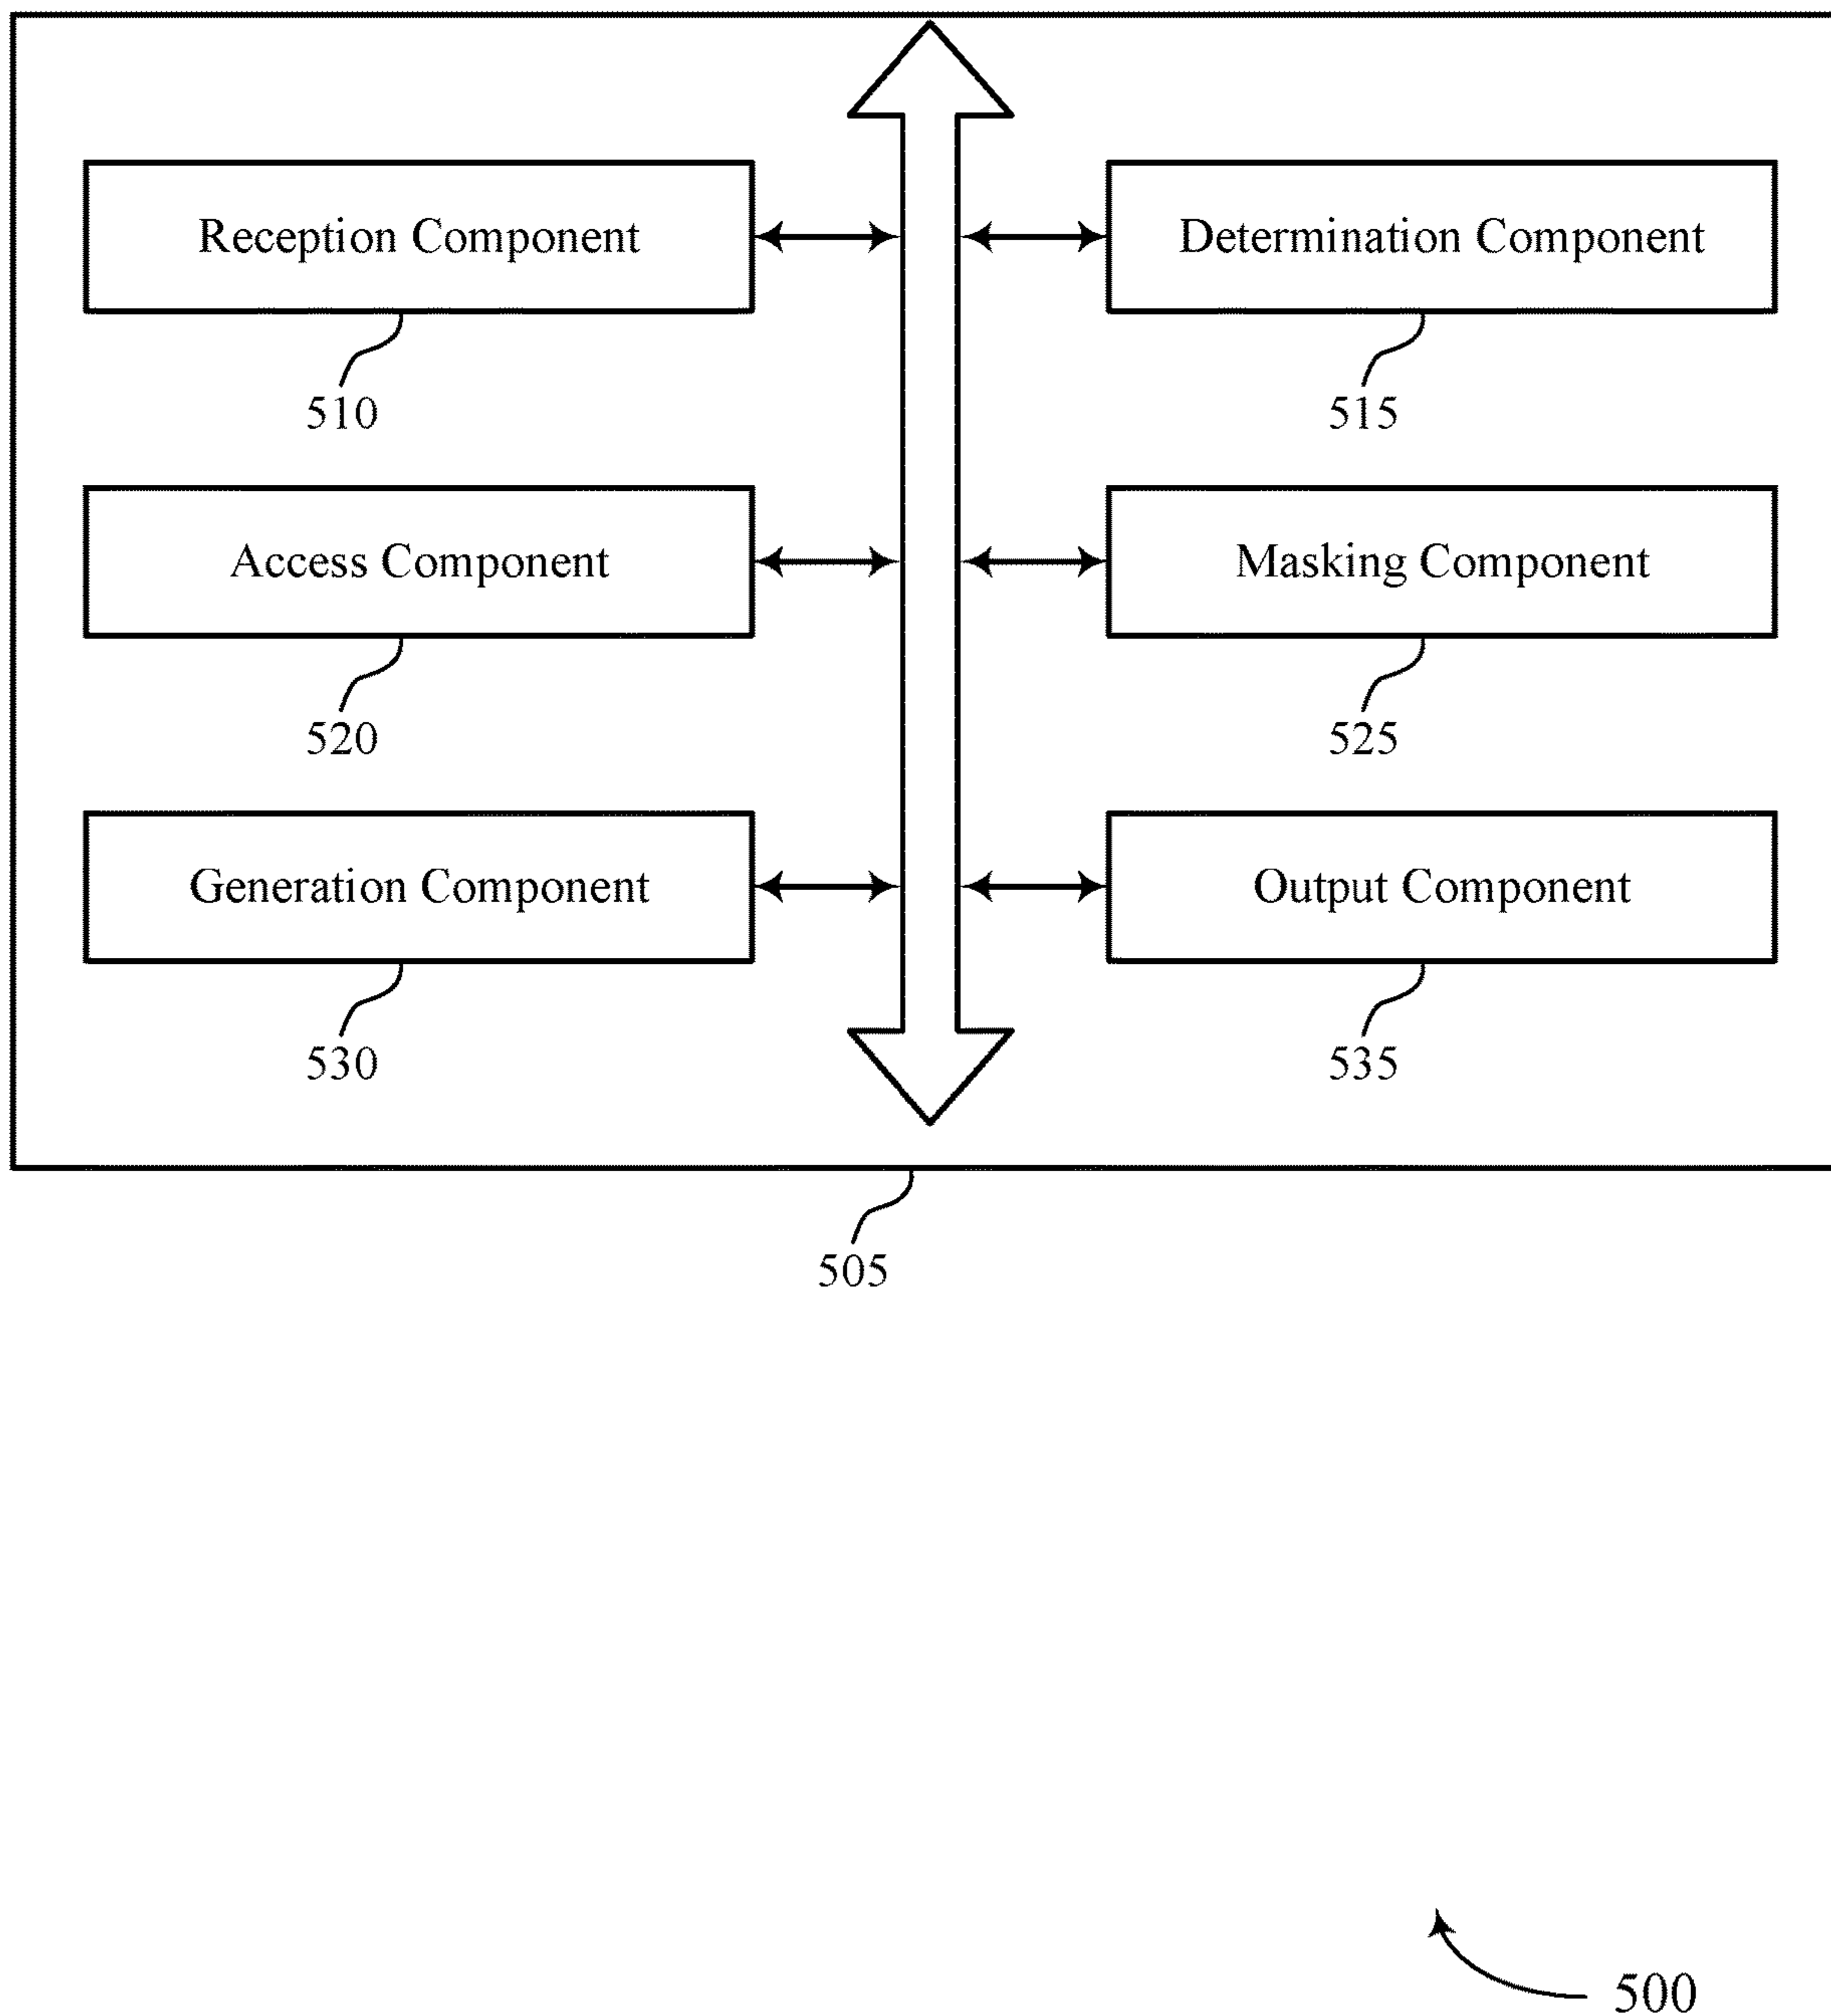 Reception Component
Determination Component
510
515
Access Component
Masking Component
520
525
Generation Component
Output Component
530
535
505
500